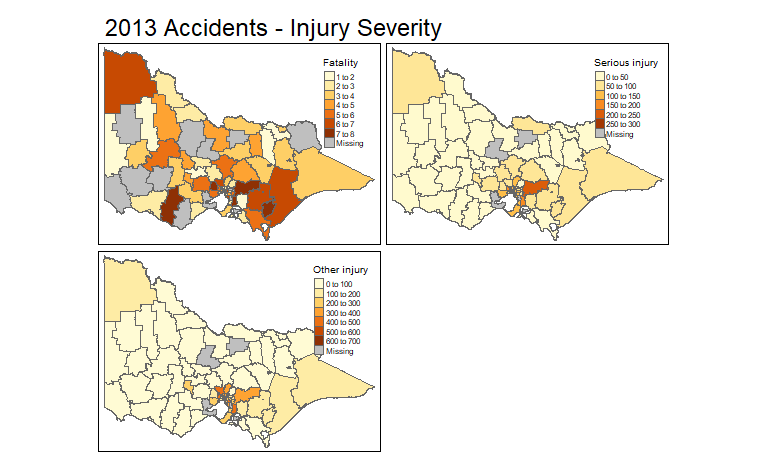 2013 Accidents - Injury Severity
Fatality
1 to 2
2 to 3
3 to 4
4 to 5
5 to 6
6 to 7
7 to 8
Missing
Serious injury
0 to 50
50 to 100
100 to 150
150 to 200
200 to 250
250 to 300
Missing
Other injury
0 to 100
100 to 200
200 to 300
300 to 400
400 to 500
500 to 600
600 to 700
Missing